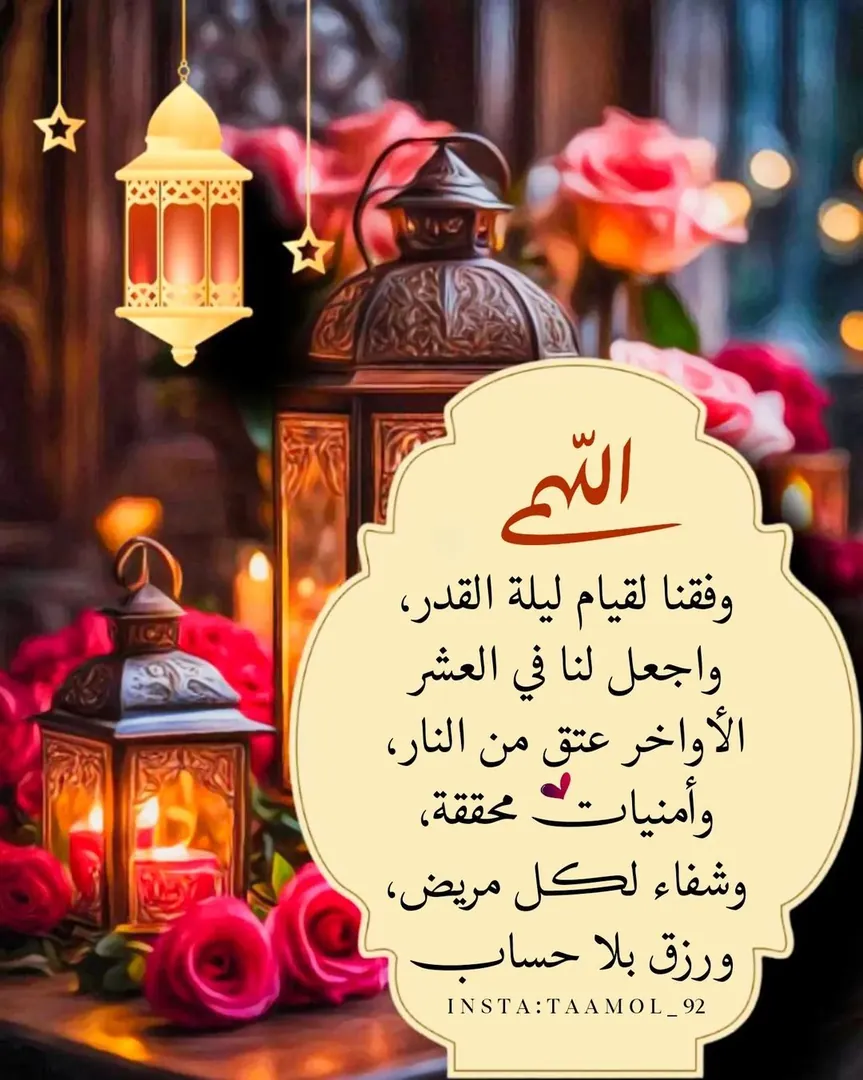 اللهم
وفقنا لقيام ليلة القدر،
واجعل لنا في العشر
الأواخر عتق من النار،
وأمنيات محققة،
وشفاء لكل مريض،
ورزق بلا حساب
INSTA:TAAMOL_92